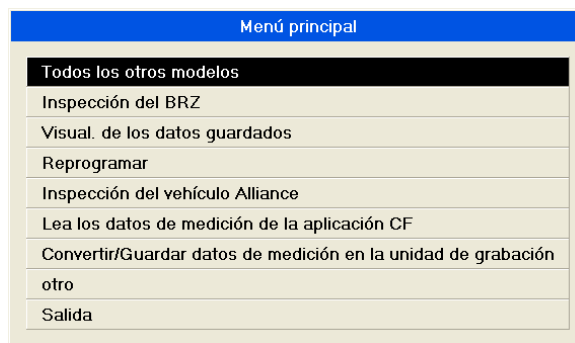 Menú principal
Todos los otros modelos
Inspección del BRZ
Visual. de los datos guardados
Reprogramar
Inspección del vehículo Alliance
Lea los datos de medición de la aplicación CF
Convertir/Guardar datos de medición en la unidad de grabación
otro
Salida